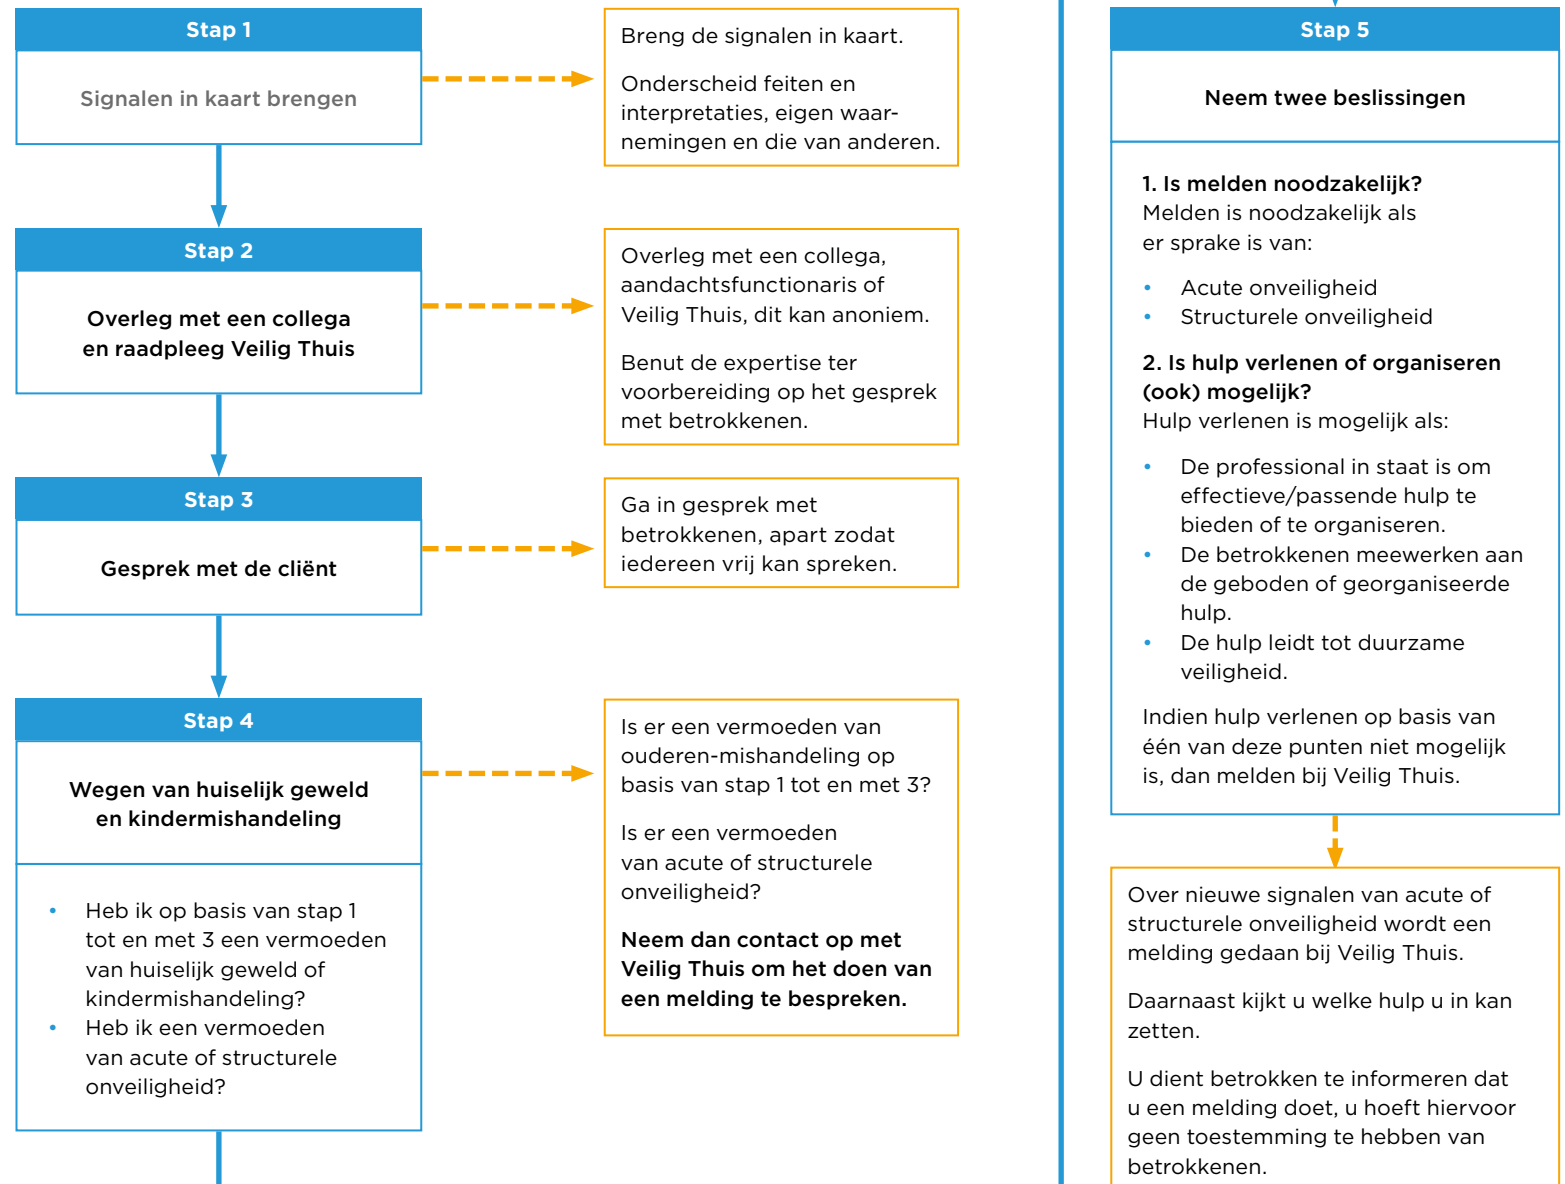 Stap 1
Signalen in kaart brengen
Breng de signalen in kaart.
Onderscheid feiten en
interpretaties, eigen waar-
nemingen en die van anderen.
Stap 2
Overleg met een collega
en raadpleeg Veilig Thuis
Overleg met een collega,
aandachtsfunctionaris of
Veilig Thuis, dit kan anoniem.
Benut de expertise ter
voorbereiding op het gesprek
met betrokkenen.
Stap 3
Gesprek met de cliënt
Ga in gesprek met
betrokkenen, apart zodat
iedereen vrij kan spreken.
Stap 4
Wegen van huiselijk geweld
en kindermishandeling
• Heb ik op basis van stap 1
tot en met 3 een vermoeden
van huiselijk geweld of
kindermishandeling?
• Heb ik een vermoeden
van acute of structurele
onveiligheid?
Is er een vermoeden van
ouderen-mishandeling op
basis van stap 1 tot en met 3?
Is er een vermoeden
van acute of structurele
onveiligheid?
Neem dan contact op met
Veilig Thuis om het doen van
een melding te bespreken.
Stap 5
Neem twee beslissingen
1. Is melden noodzakelijk?
Melden is noodzakelijk als
er sprake is van:
• Acute onveiligheid
• Structurele onveiligheid
2. Is hulp verlenen of organiseren
(ook) mogelijk?
Hulp verlenen is mogelijk als:
• De professional in staat is om
effectieve/passende hulp te
bieden of te organiseren.
• De betrokkenen meewerken aan
de geboden of georganiseerde
hulp.
• De hulp leidt tot duurzame
veiligheid.
Indien hulp verlenen op basis van
één van deze punten niet mogelijk
is, dan melden bij Veilig Thuis.
Over nieuwe signalen van acute of
structurele onveiligheid wordt een
melding gedaan bij Veilig Thuis.
Daarnaast kijkt u welke hulp u in kan
zetten.
U dient betrokken te informeren dat
u een melding doet, u hoeft hiervoor
geen toestemming te hebben van
betrokkenen.